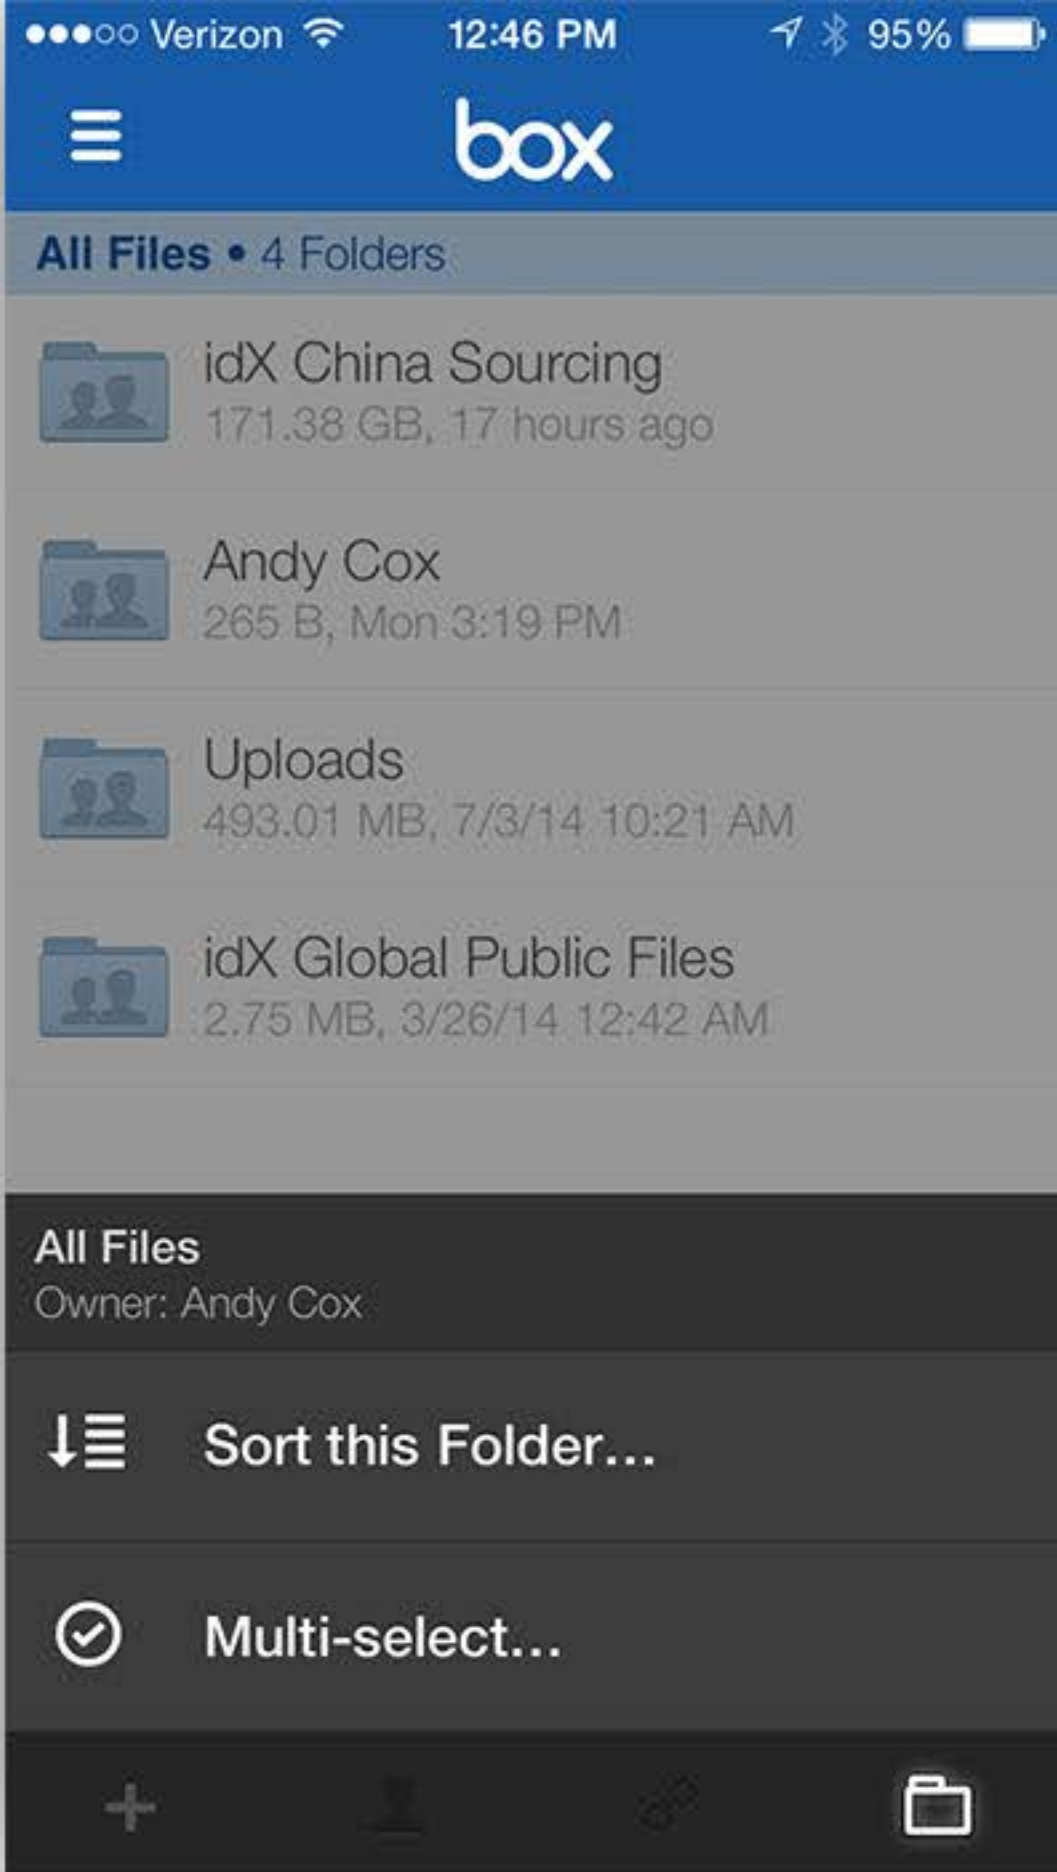 Verizon 12:46 PM 95%
box
All Files • 4 Folders
idX China Sourcing
171.38 GB, 17 hours ago
Andy Cox
265 B, Mon 3:19 PM
Uploads
493.01 MB, 7/3/14 10:21 AM
idX Global Public Files
2.75 MB, 3/26/14 12:42 AM
All Files
Owner: Andy Cox
Sort this Folder...
Multi-select...